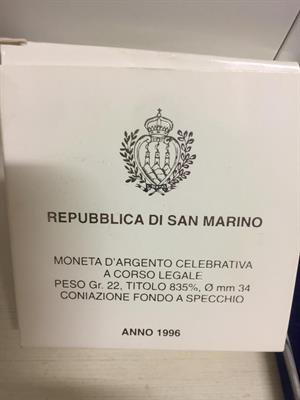 REPUBBLICA DI SAN MARINO
MONETA D'ARGENTO CELEBRATIVA
A CORSO LEGALE
PESO Gr. 22, TITOLO 835%, Ø mm 34
CONIAZIONE FONDO A SPECCHIO
ANNO 1996